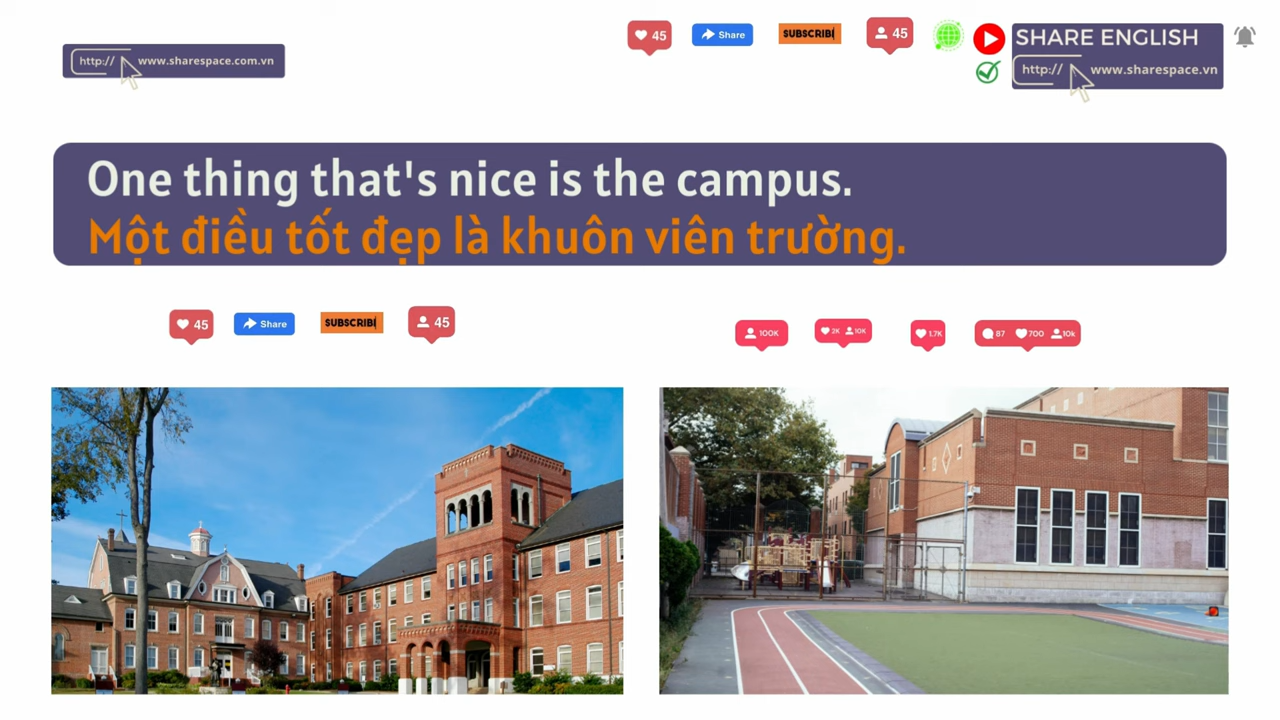 45 Share SUBSCRIBI 45
SHARE ENGLISH
http:// www.sharespace.com.vn
http:// www.sharespace.vn
One thing that's nice is the campus.
Một điều tốt đẹp là khuôn viên trường.
45 Share SUBSCRIBI 45
100K 2K 10K 1.7K 87 700 10k